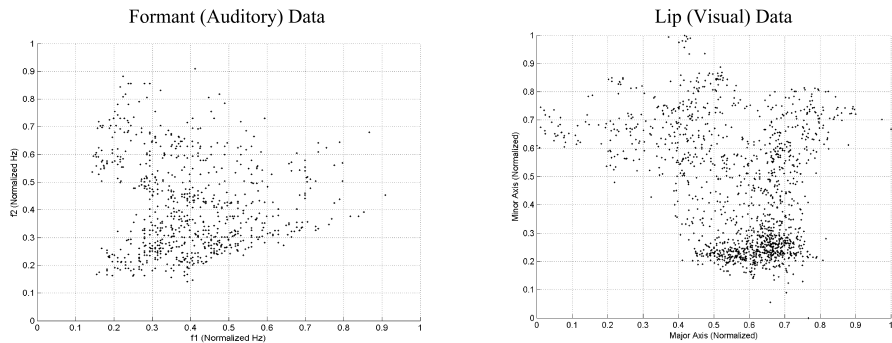 Formant (Auditory) Data
1
0.9
0.8
0.7
0.6
0.5
0.4
0.3
0.2
0.1
0
f2 (Normalized Hz)
0 0.1 0.2 0.3 0.4 0.5 0.6 0.7 0.8 0.9 1
f1 (Normalized Hz)
Lip (Visual) Data
1
0.9
0.8
0.7
0.6
0.5
0.4
0.3
0.2
0.1
0
Minor Axis (Normalized)
0 0.1 0.2 0.3 0.4 0.5 0.6 0.7 0.8 0.9 1
Major Axis (Normalized)